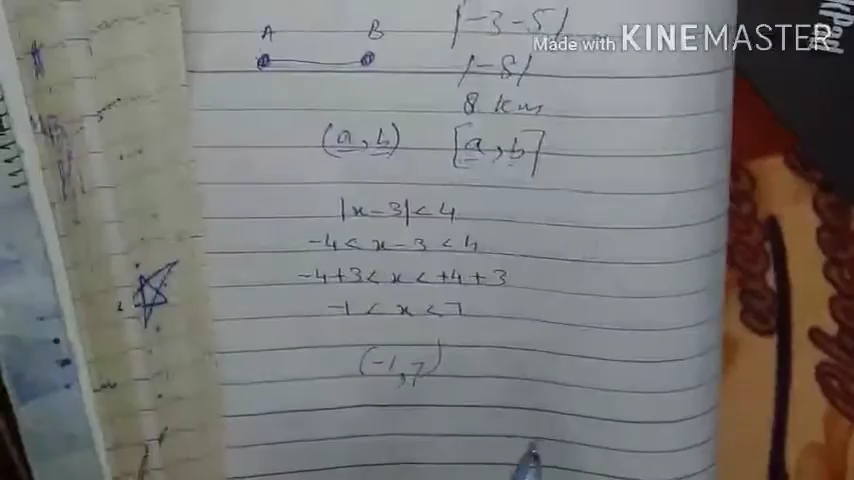 A B |-3-5|
Made with KINEMASTER
|-8|
8 km
(a, b) [a, b]
|x-3|<4
-4<x-3<4
-4+3<x<+4+3
-1<x<7
(-1,7)